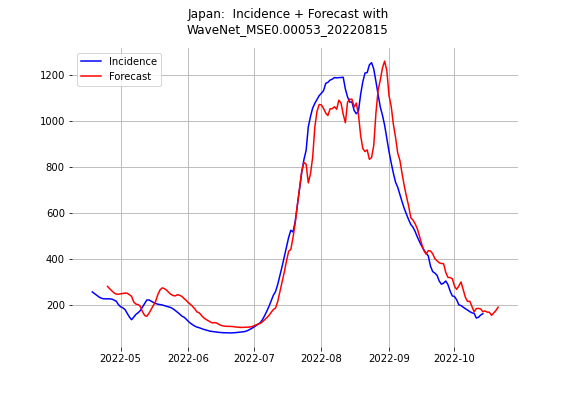 Japan:  Incidence + Forecast with
WaveNet_MSE0.00053_20220815
Incidence
Forecast
1200
1000
800
600
400
200
2022-05 2022-06 2022-07 2022-08 2022-09 2022-10